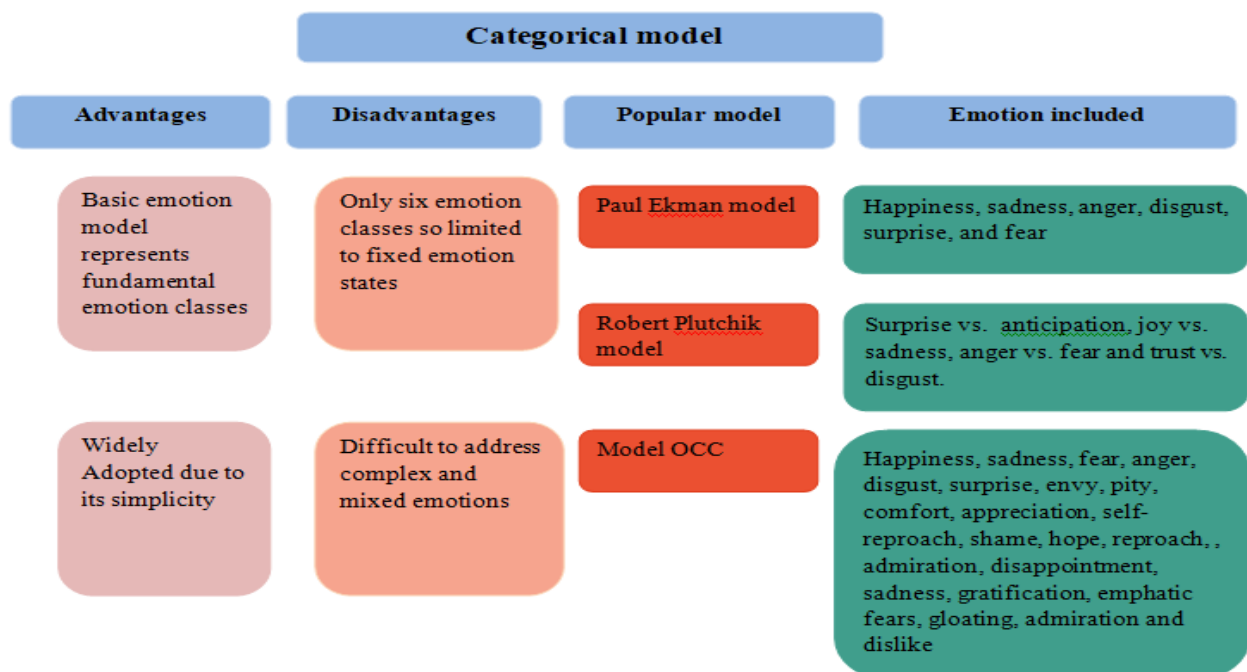 Categorical model
Advantages
Disadvantages
Popular model
Emotion included
Basic emotion
model
represents
fundamental
emotion classes
Only six emotion
classes so limited
to fixed emotion
states
Paul Ekman model
Happiness, sadness, anger, disgust,
surprise, and fear
Robert Plutchik
model
Surprise vs. anticipation, joy vs.
sadness, anger vs. fear and trust vs.
disgust.
Widely
Adopted due to
its simplicity
Difficult to address
complex and
mixed emotions
Model OCC
Happiness, sadness, fear, anger,
disgust, surprise, envy, pity,
comfort, appreciation, self-
reproach, shame, hope, reproach, ,
admiration, disappointment,
sadness, gratification, emphatic
fears, gloating, admiration and
dislike